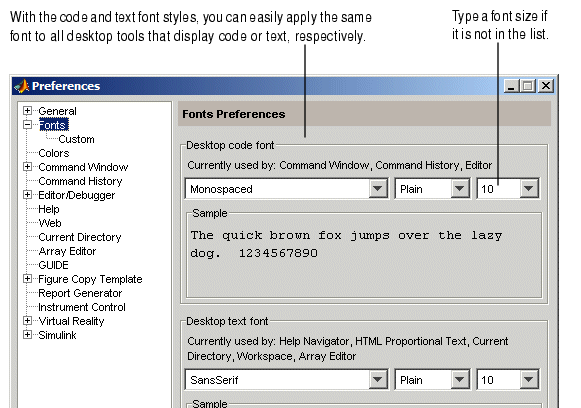 With the code and text font styles, you can easily apply the same
font to all desktop tools that display code or text, respectively.
Type a font size if
it is not in the list.
Preferences
General
Fonts
Custom
Colors
Command Window
Command History
Editor/Debugger
Help
Web
Current Directory
Array Editor
GUIDE
Figure Copy Template
Report Generator
Instrument Control
Virtual Reality
Simulink
Fonts Preferences
Desktop code font
Currently used by: Command Window, Command History, Editor
Monospaced Plain 10
Sample
The quick brown fox jumps over the lazy
dog.  1234567890
Desktop text font
Currently used by: Help Navigator, HTML Proportional Text, Current
Directory, Workspace, Array Editor
SansSerif Plain 10
Sample